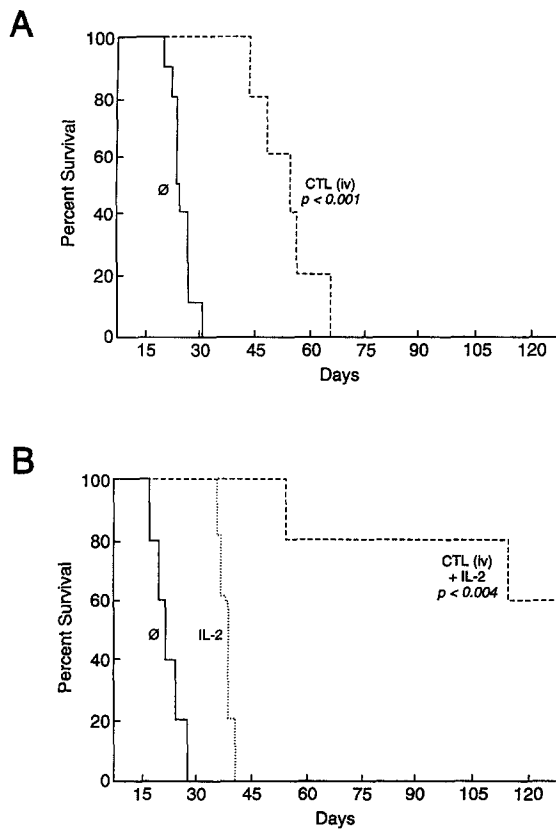 A
Percent Survival
100
80
60
40
20
0
Ø
CTL (iv)
p < 0.001
15 30 45 60 75 90 105 120
Days
B
Percent Survival
100
80
60
40
20
0
Ø
IL-2
CTL (iv)
+ IL-2
p < 0.004
15 30 45 60 75 90 105 120
Days